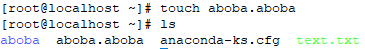 [root@localhost ~]# touch aboba.aboba
[root@localhost ~]# ls
aboba  aboba.aboba  anaconda-ks.cfg  text.txt